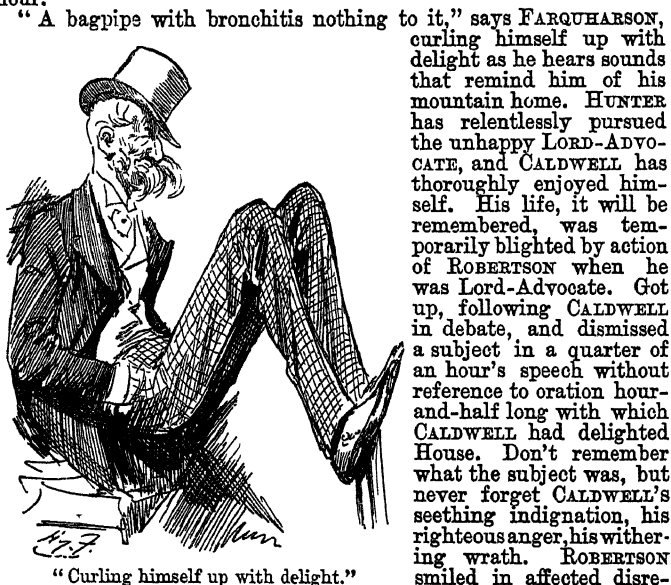 “ A bagpipe with bronchitis nothing to it,” says FARQUHARSON,
curling himself up with
delight as he hears sounds
that remind him of his
mountain home. HUNTER
has relentlessly pursued
the unhappy LORD-ADVO-
CATE, and CALDWELL has
thoroughly enjoyed him-
self. His life, it will be
remembered, was tem-
porarily blighted by action
of ROBERTSON when he
was Lord-Advocate. Got
up, following CALDWELL
in debate, and dismissed
a subject in a quarter of
an hour's speech without
reference to oration hour-
and-half long with which
CALDWELL had delighted
House. Don't remember
what the subject was, but
never forget CALDWELL'S
seething indignation, his
righteous anger, his wither-
ing wrath. ROBERTSON
smiled in affected disre-
H. F.
“ Curling himself up with delight.”